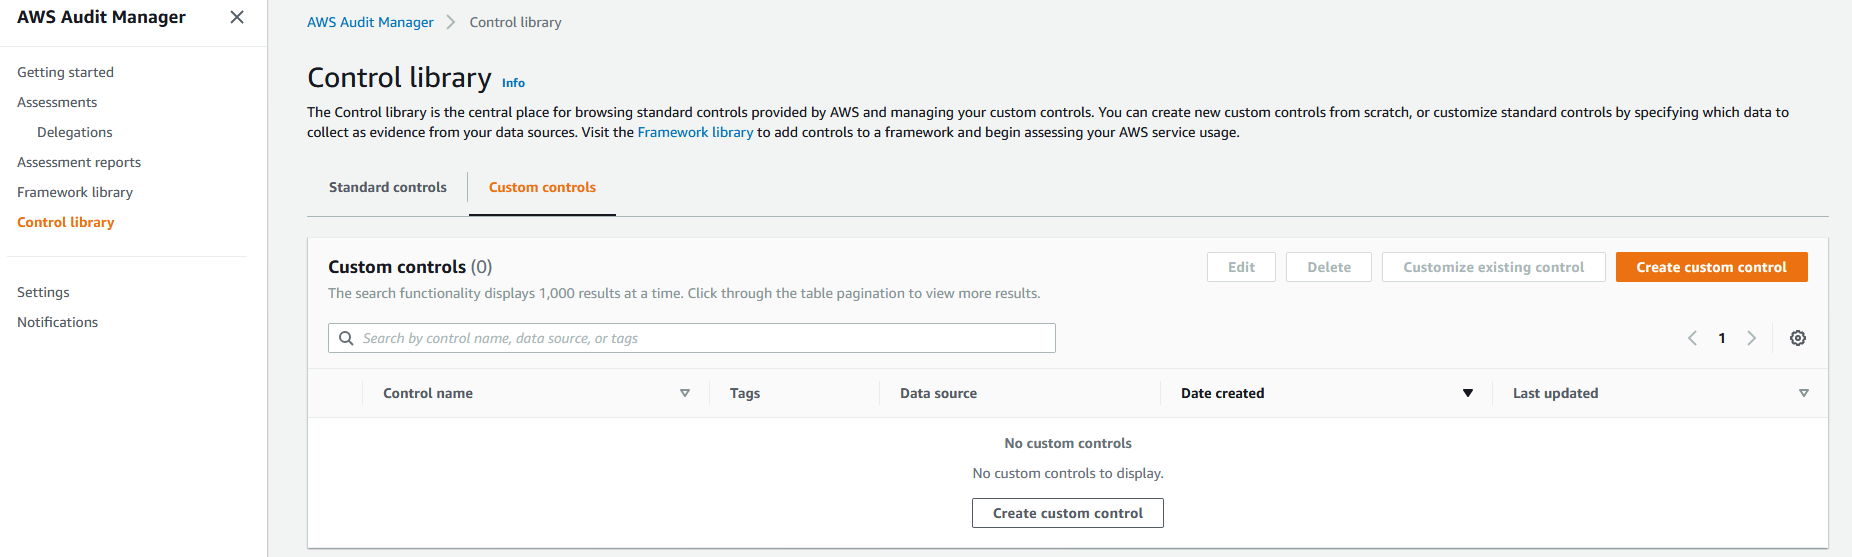 AWS Audit Manager
Getting started
Assessments
Delegations
Assessment reports
Framework library
Control library
Settings
Notifications
AWS Audit Manager > Control library
Control library Info
The Control library is the central place for browsing standard controls provided by AWS and managing your custom controls. You can create new custom controls from scratch, or customize standard controls by specifying which data to
collect as evidence from your data sources. Visit the Framework library to add controls to a framework and begin assessing your AWS service usage.
Standard controls Custom controls
Custom controls (0) Edit Delete Customize existing control Create custom control
The search functionality displays 1,000 results at a time. Click through the table pagination to view more results.
Search by control name, data source, or tags 1
Control name Tags Data source Date created Last updated
No custom controls
No custom controls to display.
Create custom control